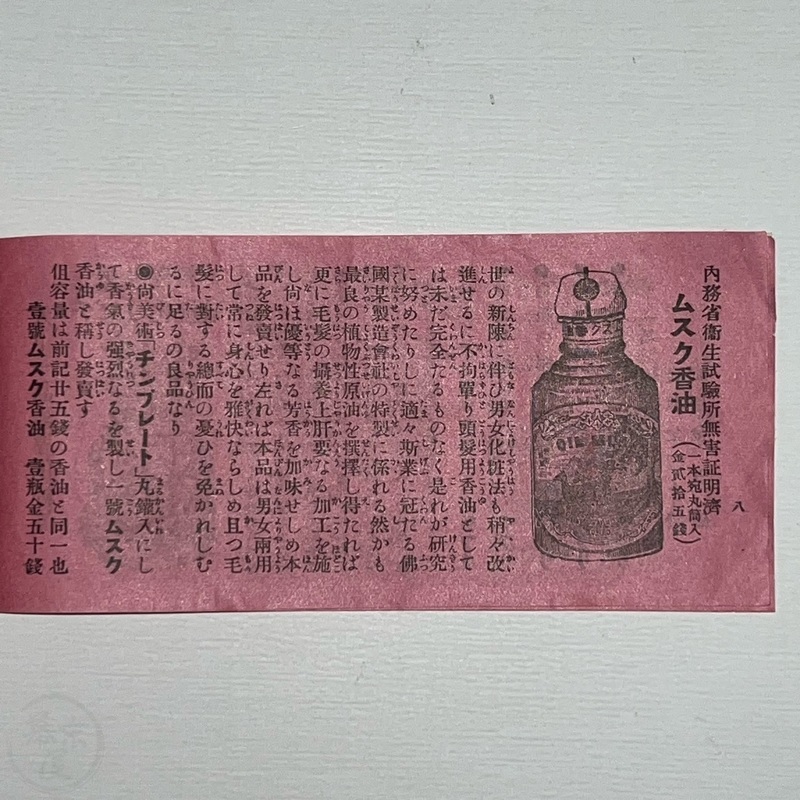 八
内務省衛生試驗所無害証明濟
ムスク香油
(一本宛丸筒入
金貳拾五錢)
ムスク
OIL MUSK
世の新陳に伴ひ男女化粧法も稍々改
進せるに不拘單り頭髮用香油として
は未だ完全たるものなく是れが研究
に努めたりしに適々斯業に冠たる佛
國某製造會社の特製に係れる然かも
最良の植物性原油を撰擇し得たれば
更に毛髮の攝養上肝要なる加工を施
し尚ほ優等なる芳香を加味せしめ本
品を發賣せり左れば本品は男女兩用
して常に身心を雅快ならしめ且つ毛
髮に對する總而の憂ひを免かれしむ
るに足るの良品なり
◉尚美術「チンプレート」丸鑵入にし
て香氣の强烈なるを製し一號ムスク
香油と稱し發賣す
但容量は前記廿五錢の香油と同一也
壹號ムスク香油 壹瓶金五十錢